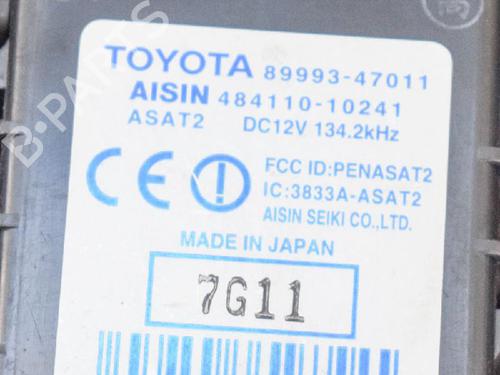 TOYOTA 89993-47011
AISIN 484110-10241
ASAT2 DC12V 134.2kHz
CE
FCC ID:PENASAT2
IC:3833A-ASAT2
AISIN SEIKI CO.,LTD.
MADE IN JAPAN
7G11
B-PARTS